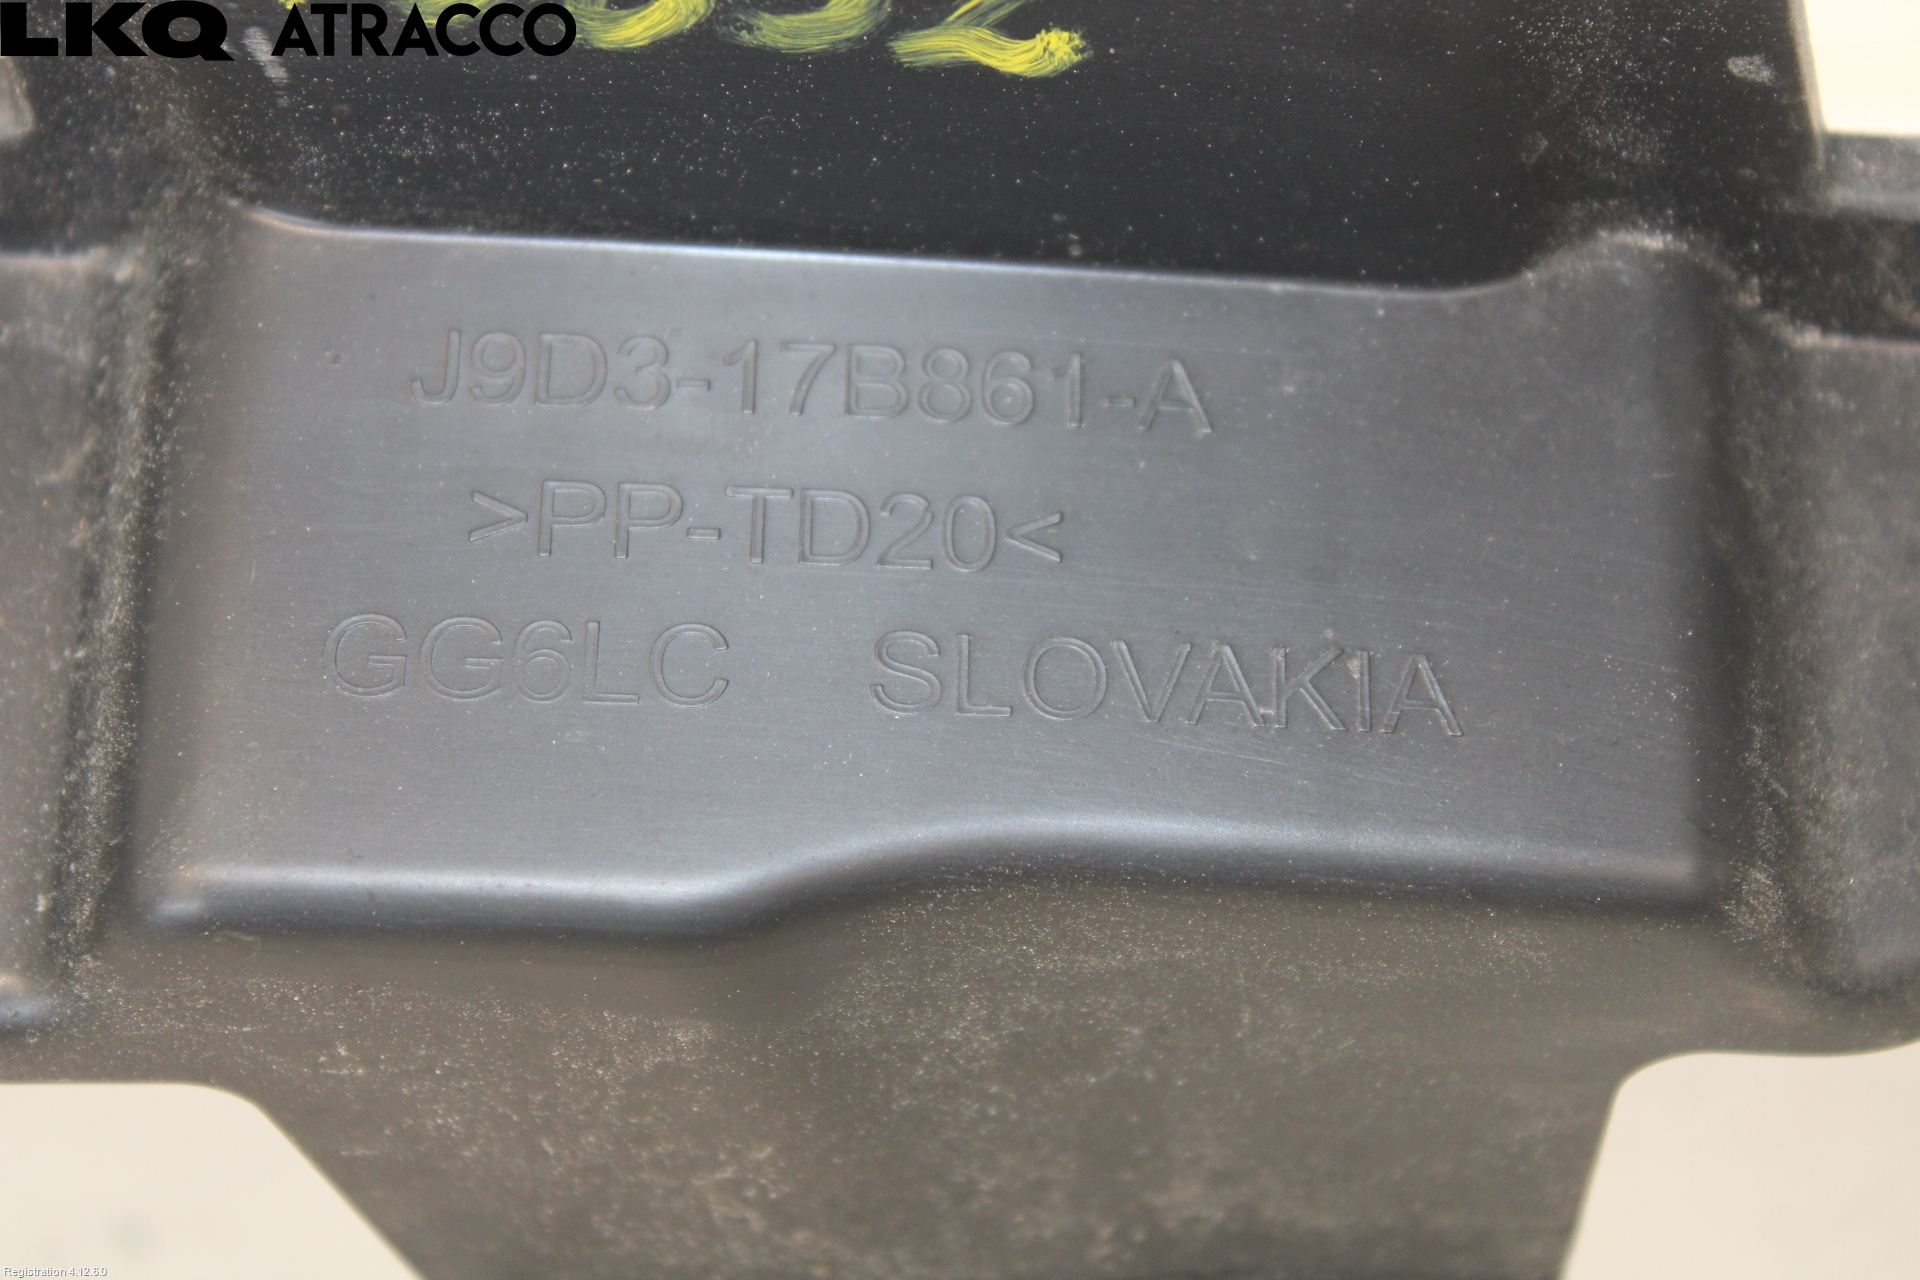 LKQ ATRACCO
J9D3-17B861-A
>PP-TD20<
GG6LC SLOVAKIA
Registration 4.12.6.0